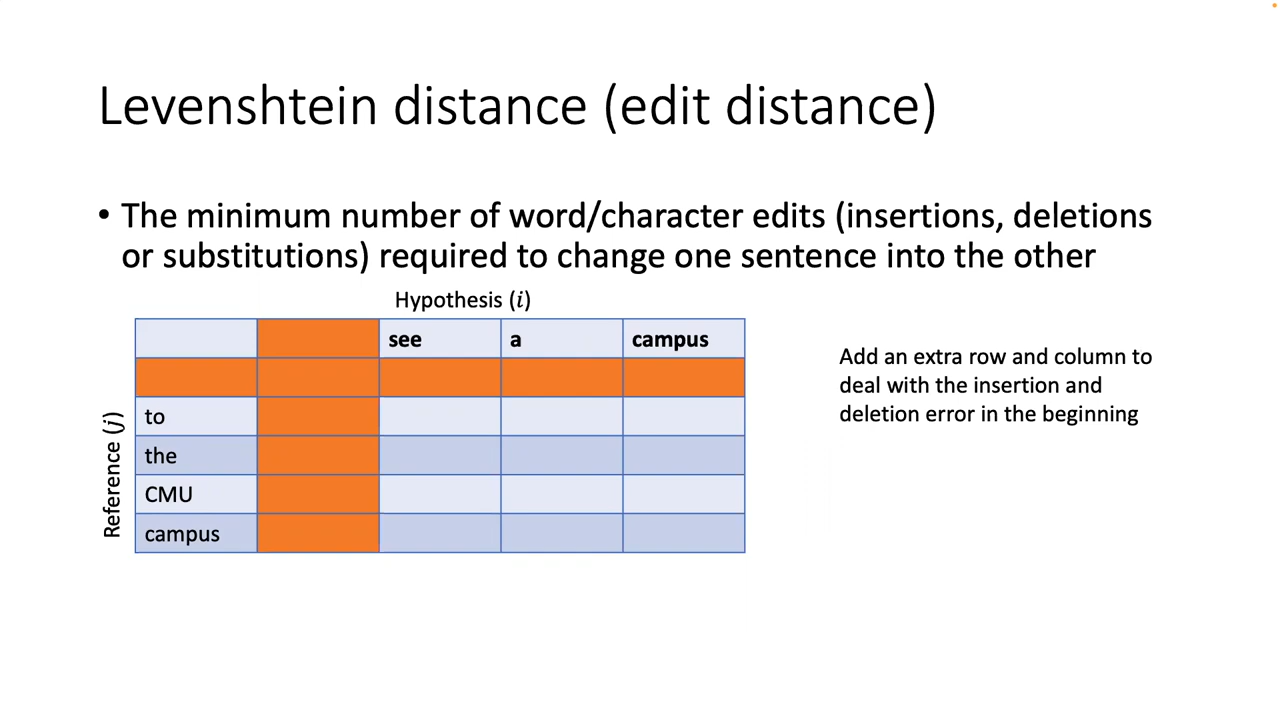 Levenshtein distance (edit distance)
• The minimum number of word/character edits (insertions, deletions
or substitutions) required to change one sentence into the other
Hypothesis (𝑖)
see a campus
Add an extra row and column to
deal with the insertion and
deletion error in the beginning
Reference (𝑗)
to
the
CMU
campus